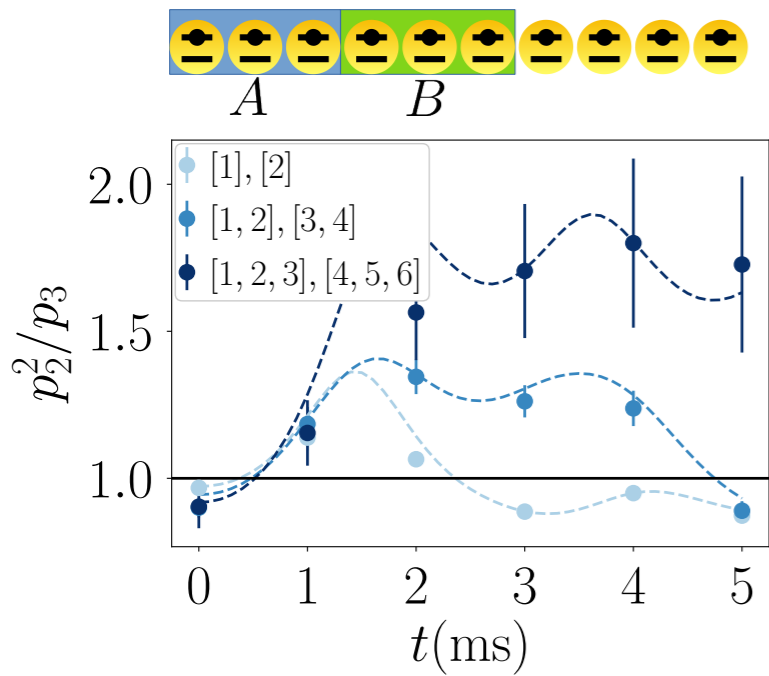 A B
[1], [2]
[1, 2], [3, 4]
[1, 2, 3], [4, 5, 6]
2.0
1.5
1.0
p₂²/p₃
0 1 2 3 4 5
t(ms)